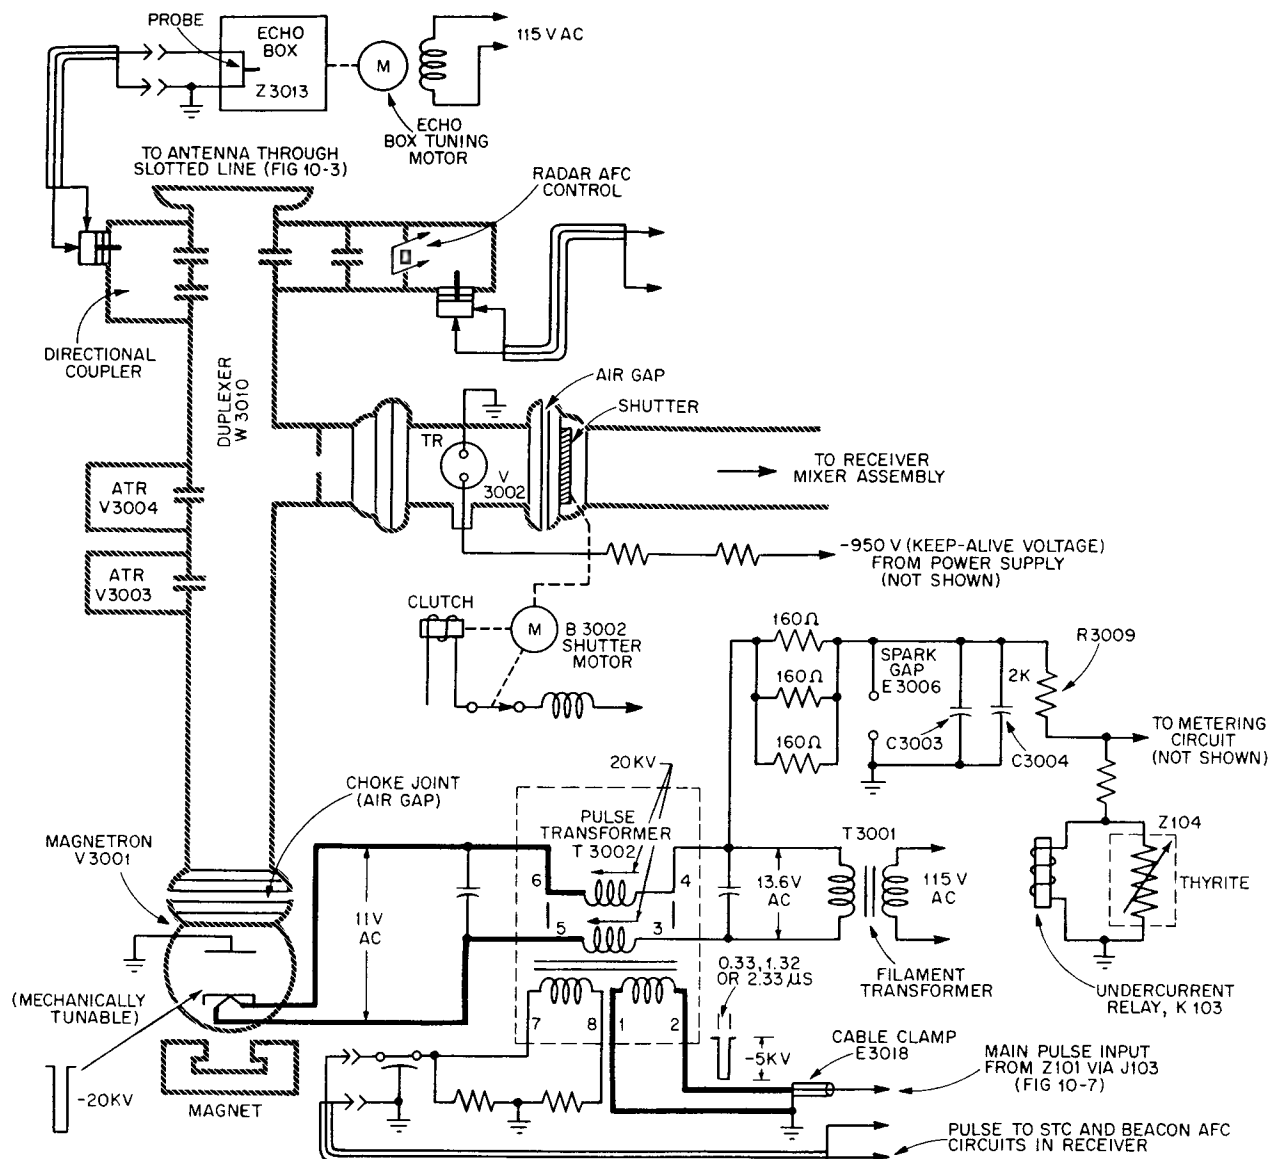 PROBE
ECHO
BOX
Z3013
M
115 V AC
ECHO
BOX TUNING
MOTOR
TO ANTENNA THROUGH
SLOTTED LINE (FIG 10-3)
RADAR AFC
CONTROL
DIRECTIONAL
COUPLER
DUPLEXER
W 3010
AIR GAP
SHUTTER
TR
V
3002
TO RECEIVER
MIXER ASSEMBLY
ATR
V3004
ATR
V3003
-950 V (KEEP-ALIVE VOLTAGE)
FROM POWER SUPPLY
(NOT SHOWN)
CLUTCH
M
B 3002
SHUTTER
MOTOR
160Ω
160Ω
160Ω
SPARK
GAP
E3006
2K
R3009
C3003
C3004
TO METERING
CIRCUIT
(NOT SHOWN)
CHOKE JOINT
(AIR GAP)
20KV
PULSE
TRANSFORMER
T 3002
MAGNETRON
V3001
T3001
Z104
THYRITE
6
4
5
3
11V
AC
13.6V
AC
115 V
AC
0.33, 1.32
OR 2.33 μS
FILAMENT
TRANSFORMER
UNDERCURRENT
RELAY, K 103
(MECHANICALLY
TUNABLE)
7
8
1
2
-5KV
CABLE CLAMP
E3018
MAIN PULSE INPUT
FROM Z101 VIA J103
(FIG 10-7)
-20KV
MAGNET
PULSE TO STC AND BEACON AFC
CIRCUITS IN RECEIVER